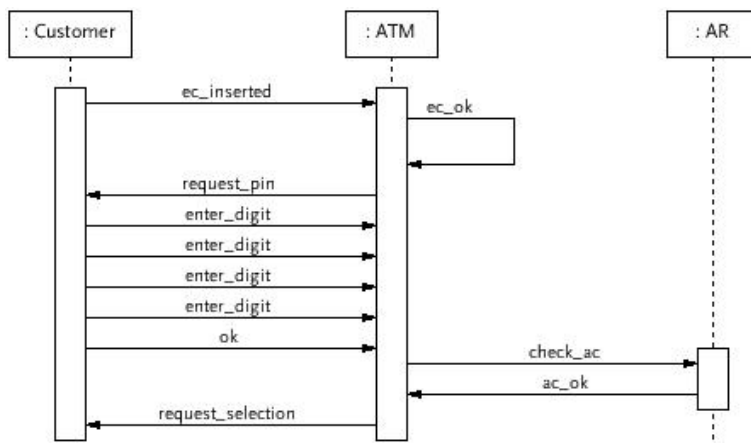 : Customer
: ATM
: AR
ec_inserted
ec_ok
request_pin
enter_digit
enter_digit
enter_digit
enter_digit
ok
check_ac
ac_ok
request_selection